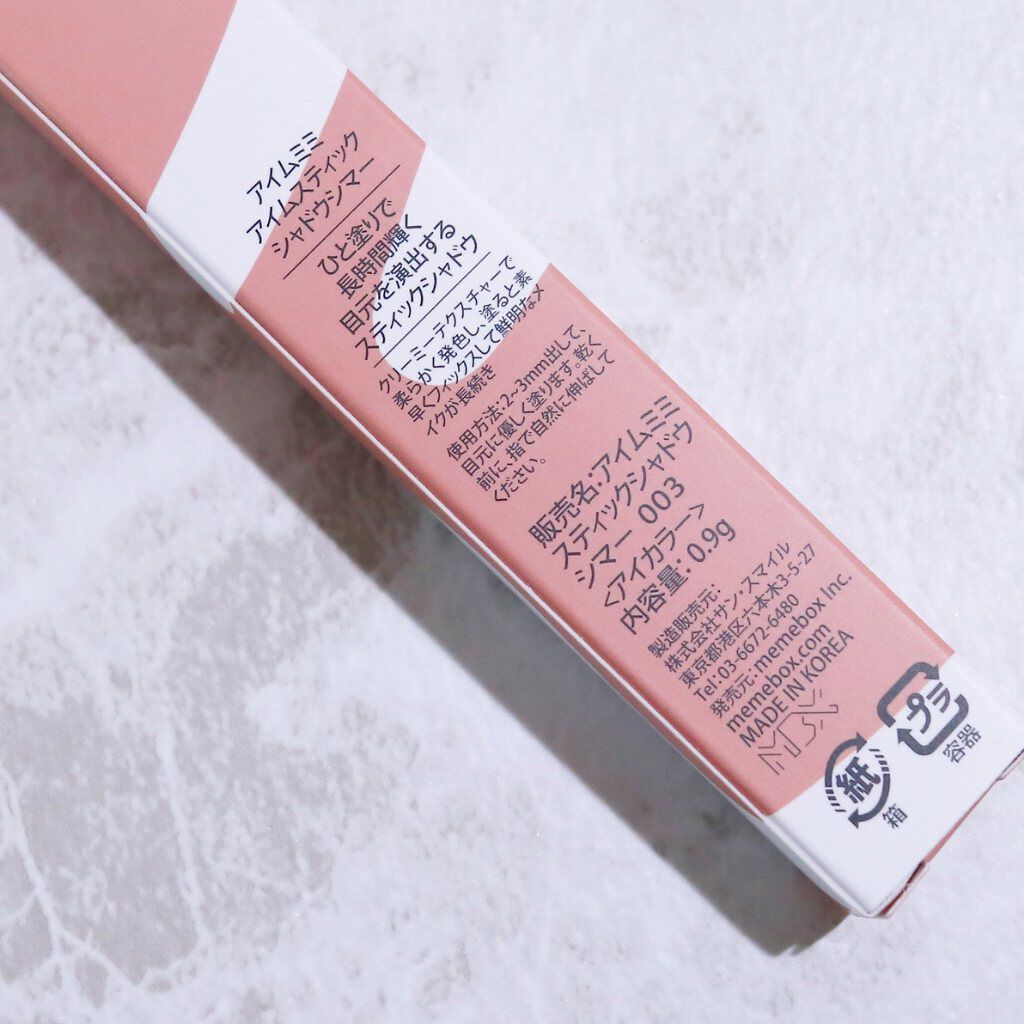 アイムミミ
アイムスティック
シャドウシマー
ひと塗りで
長時間輝く
目元を演出する
スティックシャドウ
クリーミーテクスチャーで
柔らかく発色し、塗ると素
早くフィックスして鮮明なメ
イクが長続き
使用方法:2~3mm出して、
目元に優しく塗ります。乾く
前に、指で自然に伸ばして
ください。
販売名:アイムミミ
スティックシャドウ
シマー 003
<アイカラー>
内容量: 0.9g
製造販売元:
株式会社サン・スマイル
東京都港区六本木3-5-27
Tel: 03-6672-6480
発売元: memebox Inc.
memebox.com
MADE IN KOREA
紙
箱
プラ
容器